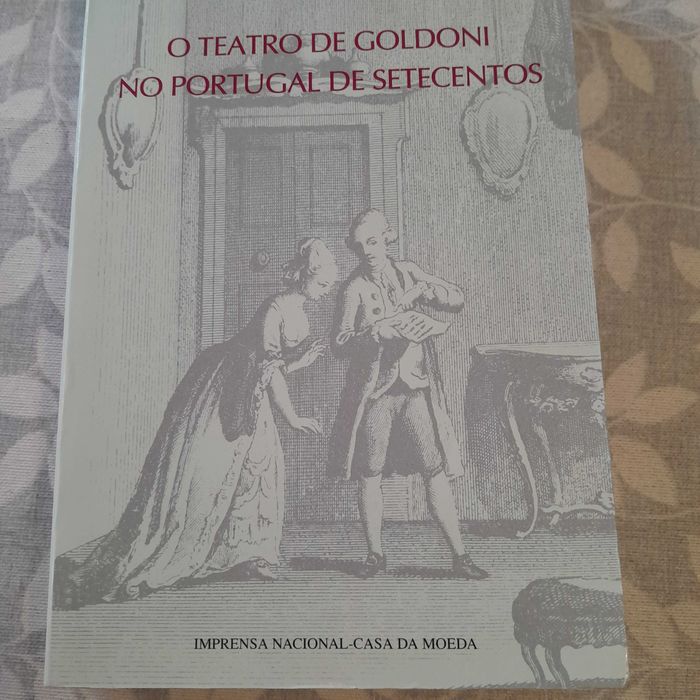 O TEATRO DE GOLDONI
NO PORTUGAL DE SETECENTOS
IMPRENSA NACIONAL-CASA DA MOEDA